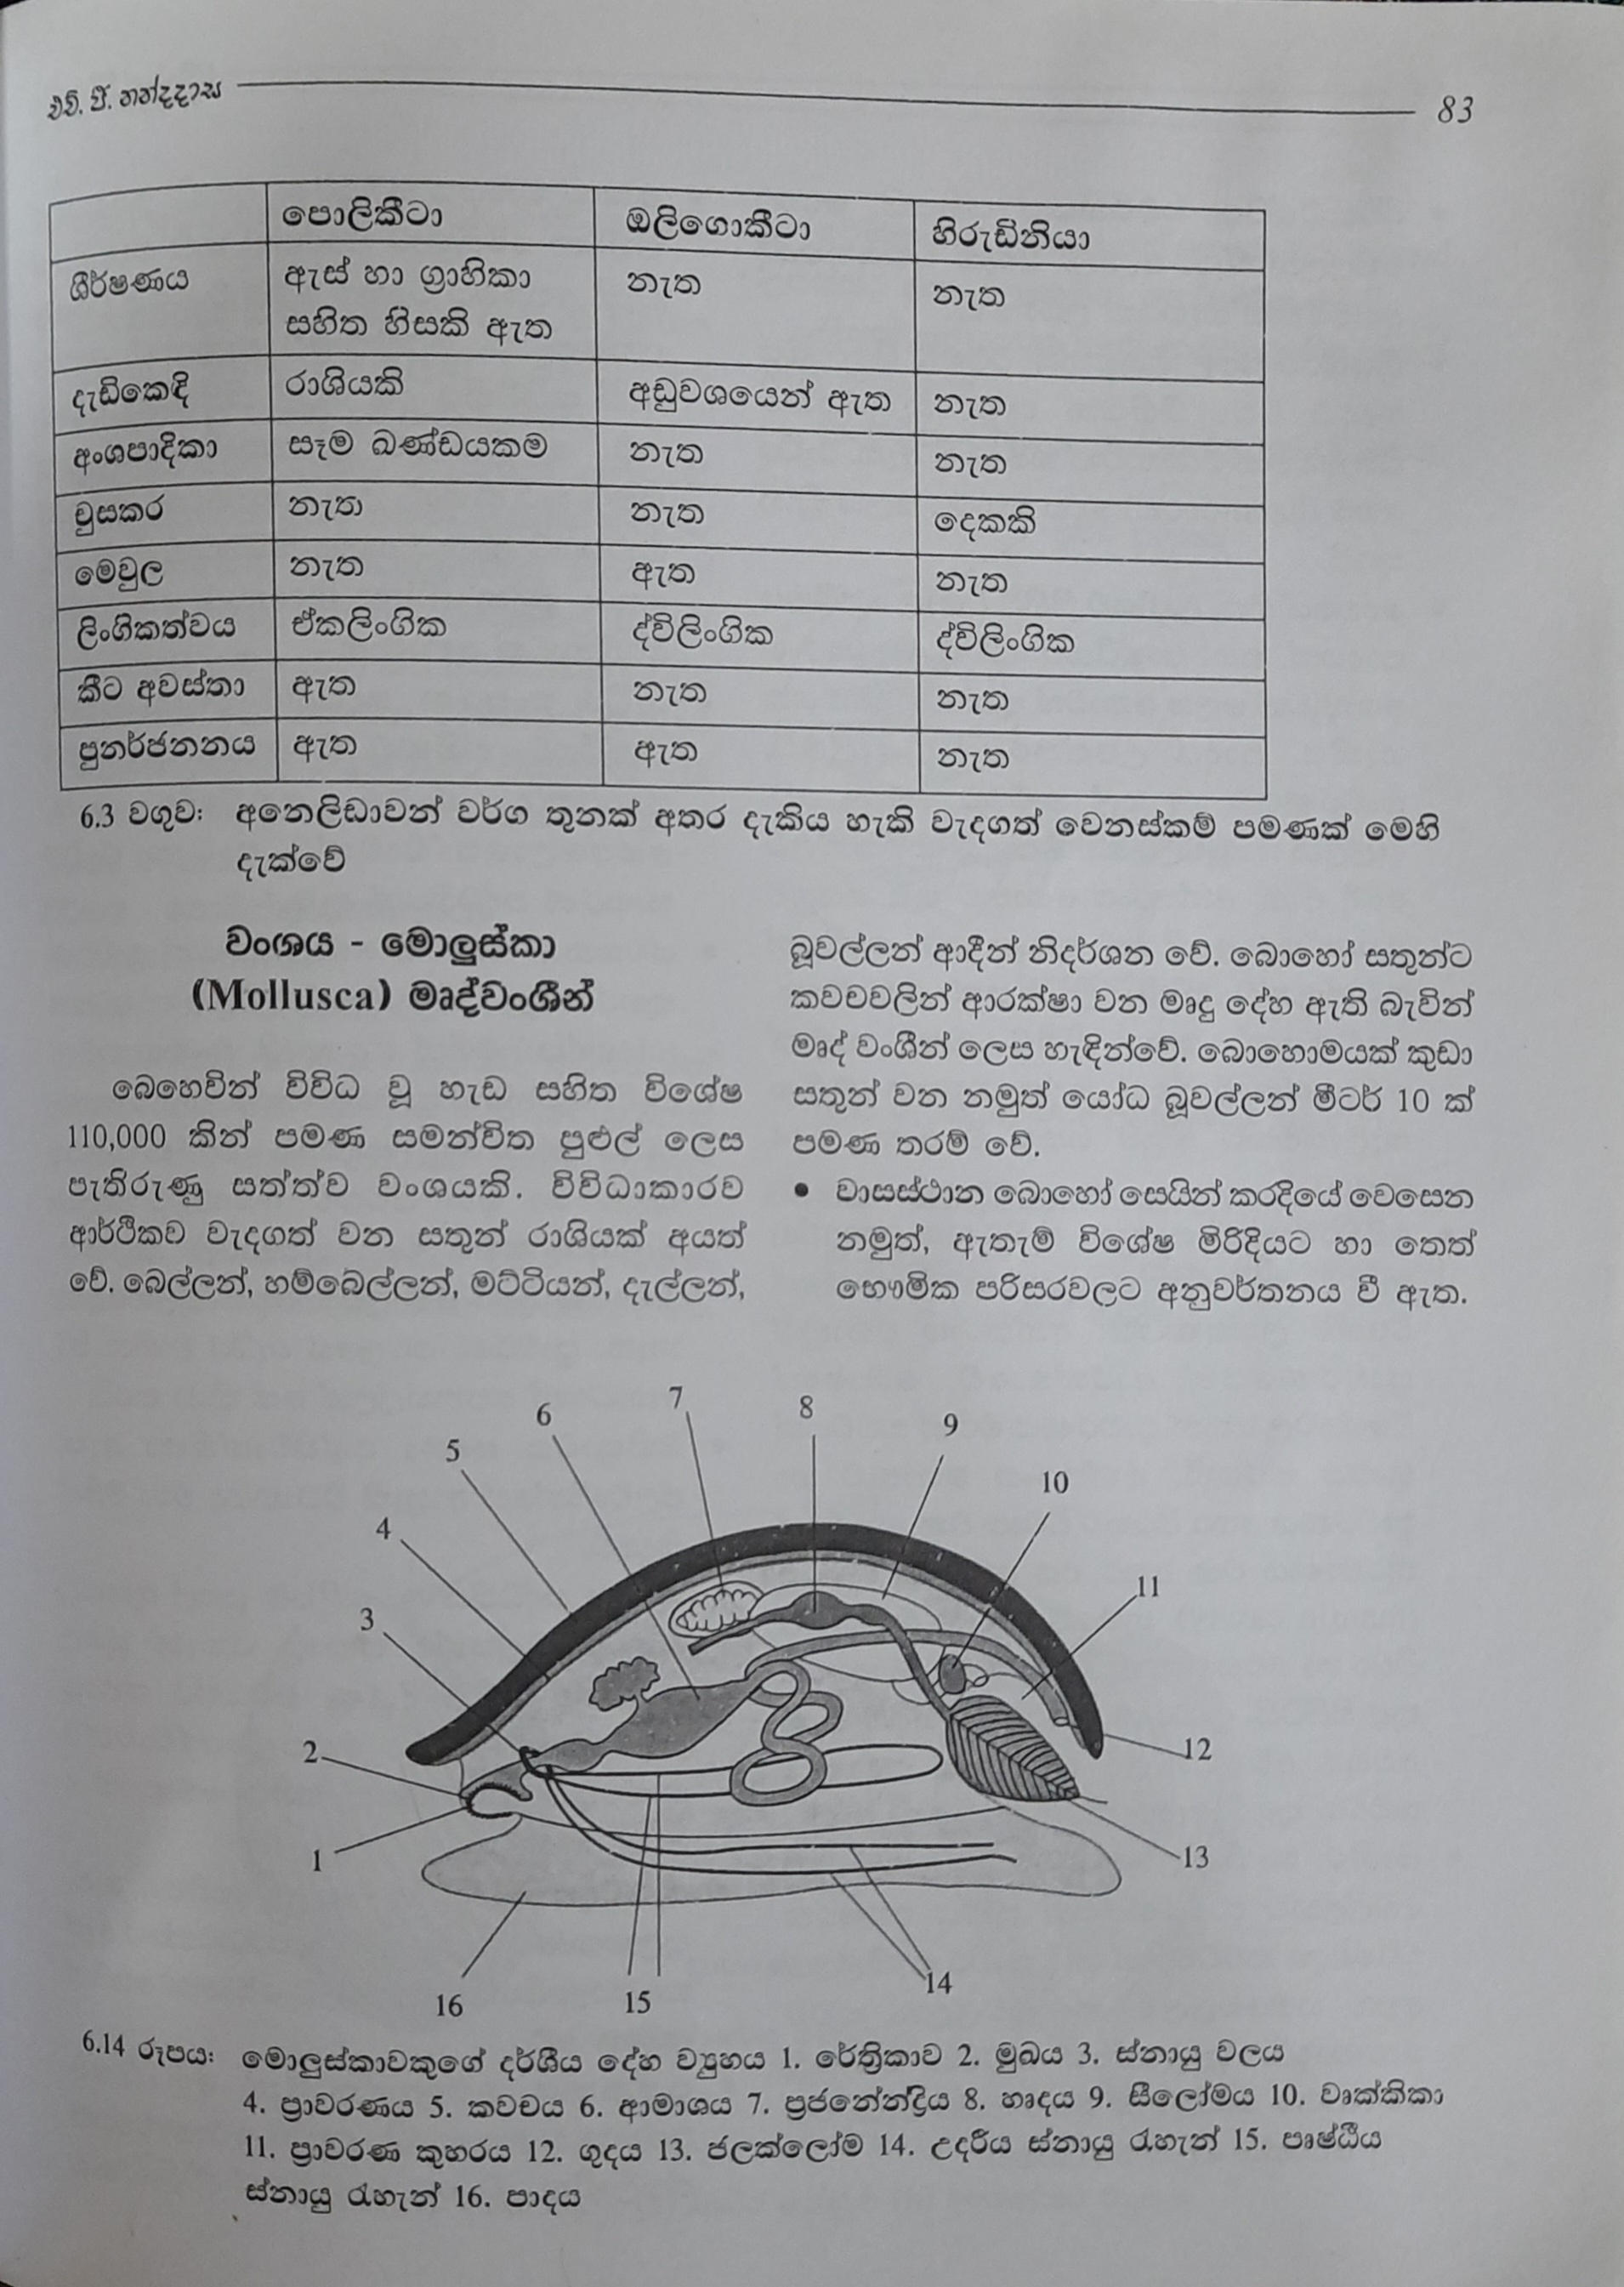 එච්. පී. නන්දදාස 83
පොලිකීටා ඔලිගොකීටා හිරුඩිනියා
ශීර්ෂණය ඇස් හා ග්‍රාහිකා නැත නැත
සහිත හිසකි ඇත
දැඩිකෙඳි රාශියකි අඩුවශයෙන් ඇත නැත
අංශපාදිකා සෑම ඛණ්ඩයකම නැත නැත
චුසකර නැත නැත දෙකකි
මෙවුල නැත ඇත නැත
ලිංගිකත්වය ඒකලිංගික ද්විලිංගික ද්විලිංගික
කීට අවස්තා ඇත නැත නැත
පුනර්ජනනය ඇත ඇත නැත
6.3 වගුව: අනෙලිඩාවන් වර්ග තුනක් අතර දැකිය හැකි වැදගත් වෙනස්කම් පමණක් මෙහි
දැක්වේ
වංශය - මොලුස්කා
(Mollusca) මෘද්වංශීන්
බෙහෙවින් විවිධ වූ හැඩ සහිත විශේෂ
110,000 කින් පමණ සමන්විත පුළුල් ලෙස
පැතිරුණු සත්ත්ව වංශයකි. විවිධාකාරව
ආර්ථිකව වැදගත් වන සතුන් රාශියක් අයත්
වේ. බෙල්ලන්, හම්බෙල්ලන්, මට්ටියන්, දැල්ලන්,
බූවල්ලන් ආදීන් නිදර්ශන වේ. බොහෝ සතුන්ට
කවචවලින් ආරක්ෂා වන මෘදු දේහ ඇති බැවින්
මෘද් වංශීන් ලෙස හැඳින්වේ. බොහොමයක් කුඩා
සතුන් වන නමුත් යෝධ බූවල්ලන් මීටර් 10 ක්
පමණ තරම් වේ.
• වාසස්ථාන බොහෝ සෙයින් කරදියේ වෙසෙන
නමුත්, ඇතැම් විශේෂ මිරිදියට හා තෙත්
භෞමික පරිසරවලට අනුවර්තනය වී ඇත.
7
8
6
9
5
10
4
11
3
2
12
1
13
14
16
15
6.14 රූපය: මොලුස්කාවකුගේ දර්ශීය දේහ ව්‍යුහය 1. රේත්‍රිකාව 2. මුඛය 3. ස්නායු වලය
4. ප්‍රාවරණය 5. කවචය 6. ආමාශය 7. ප්‍රජනේන්ද්‍රිය 8. හෘදය 9. සීලෝමය 10. වෘක්කිකා
11. ප්‍රාවරණ කුහරය 12. ගුදය 13. ජලක්ලෝම 14. උදරීය ස්නායු රැහැන් 15. පෘෂ්ඨීය
ස්නායු රැහැන් 16. පාදය